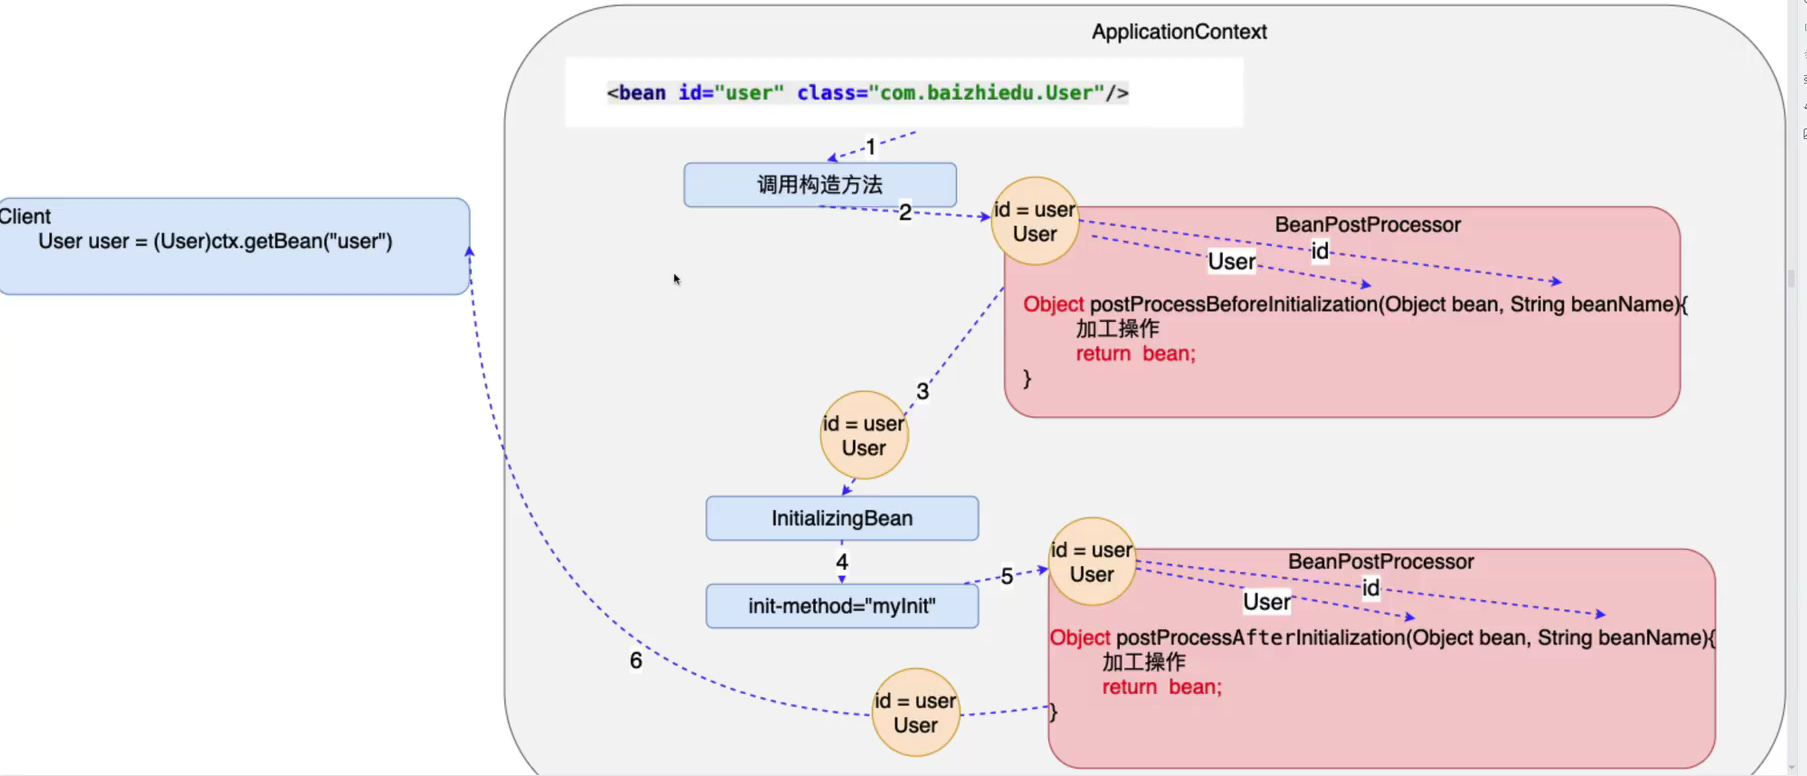 ApplicationContext
<bean id="user" class="com.baizhiedu.User"/>
1
调用构造方法
2
id = user
User
BeanPostProcessor
id
User
Object postProcessBeforeInitialization(Object bean, String beanName){
加工操作
return bean;
}
Client
User user = (User)ctx.getBean("user")
3
id = user
User
InitializingBean
4
init-method="myInit"
5
id = user
User
BeanPostProcessor
id
User
Object postProcessAfterInitialization(Object bean, String beanName){
加工操作
return bean;
}
6
id = user
User